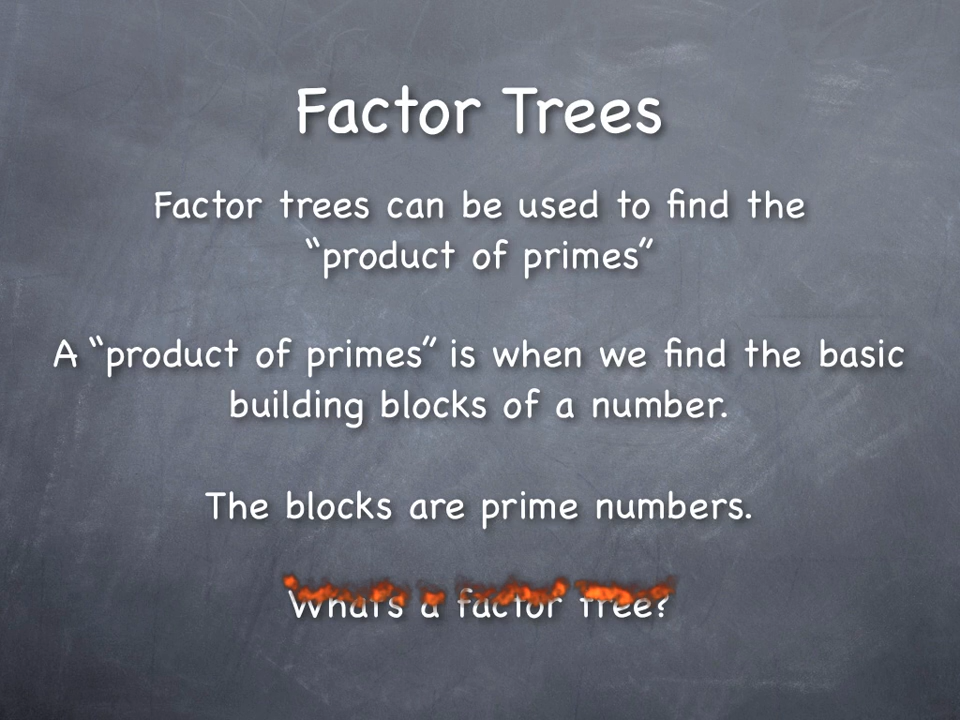 Factor Trees
Factor trees can be used to find the
“product of primes”
A “product of primes” is when we find the basic
building blocks of a number.
The blocks are prime numbers.
What's a factor tree?